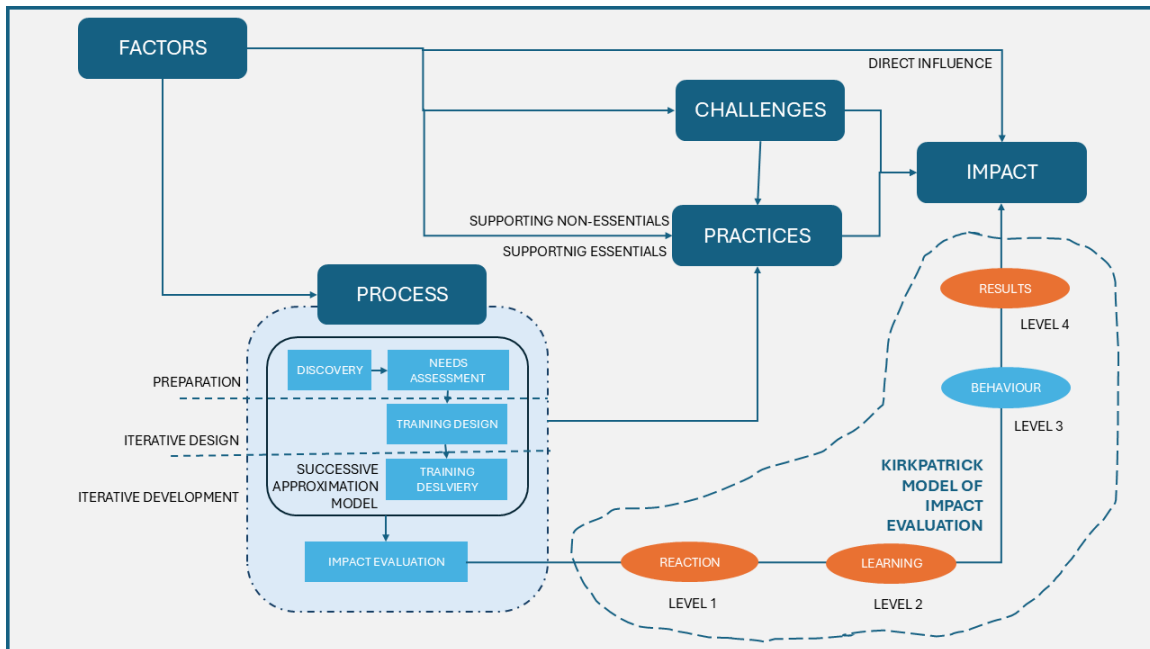 FACTORS
DIRECT INFLUENCE
CHALLENGES
IMPACT
SUPPORTING NON-ESSENTIALS
SUPPORTNIG ESSENTIALS
PRACTICES
PROCESS
RESULTS
LEVEL 4
DISCOVERY
NEEDS
ASSESSMENT
PREPARATION
BEHAVIOUR
LEVEL 3
TRAINING DESIGN
ITERATIVE DESIGN
SUCCESSIVE
APPROXIMATION
MODEL
TRAINING
DESLVIERY
ITERATIVE DEVELOPMENT
KIRKPATRICK
MODEL OF
IMPACT
EVALUATION
IMPACT EVALUATION
REACTION
LEARNING
LEVEL 1
LEVEL 2